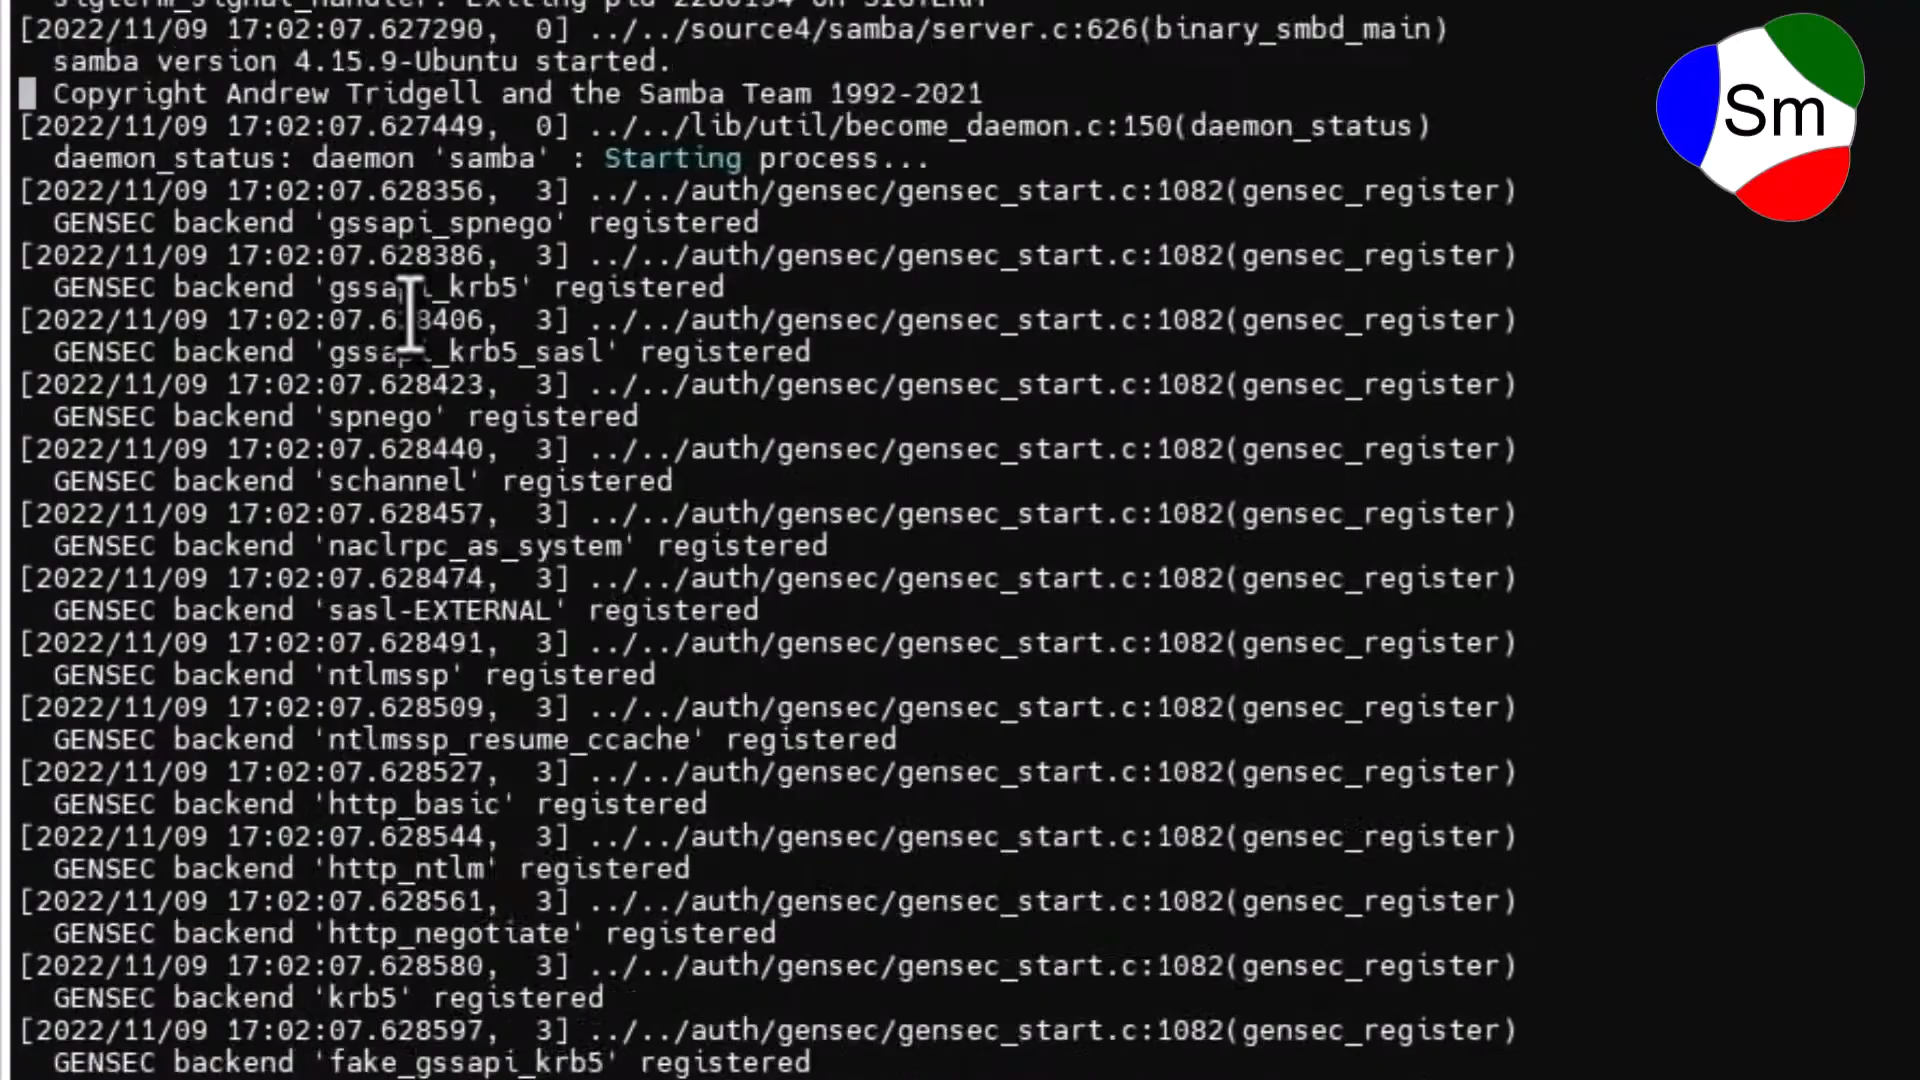 sigterm_signal_handler: Exiting pid 2280154 on SIGTERM
[2022/11/09 17:02:07.627290,  0] ../../source4/samba/server.c:626(binary_smbd_main)
samba version 4.15.9-Ubuntu started.
Copyright Andrew Tridgell and the Samba Team 1992-2021
[2022/11/09 17:02:07.627449,  0] ../../lib/util/become_daemon.c:150(daemon_status)
daemon_status: daemon 'samba' : Starting process...
[2022/11/09 17:02:07.628356,  3] ../../auth/gensec/gensec_start.c:1082(gensec_register)
GENSEC backend 'gssapi_spnego' registered
[2022/11/09 17:02:07.628386,  3] ../../auth/gensec/gensec_start.c:1082(gensec_register)
GENSEC backend 'gssapi_krb5' registered
[2022/11/09 17:02:07.628406,  3] ../../auth/gensec/gensec_start.c:1082(gensec_register)
GENSEC backend 'gssapi_krb5_sasl' registered
[2022/11/09 17:02:07.628423,  3] ../../auth/gensec/gensec_start.c:1082(gensec_register)
GENSEC backend 'spnego' registered
[2022/11/09 17:02:07.628440,  3] ../../auth/gensec/gensec_start.c:1082(gensec_register)
GENSEC backend 'schannel' registered
[2022/11/09 17:02:07.628457,  3] ../../auth/gensec/gensec_start.c:1082(gensec_register)
GENSEC backend 'naclrpc_as_system' registered
[2022/11/09 17:02:07.628474,  3] ../../auth/gensec/gensec_start.c:1082(gensec_register)
GENSEC backend 'sasl-EXTERNAL' registered
[2022/11/09 17:02:07.628491,  3] ../../auth/gensec/gensec_start.c:1082(gensec_register)
GENSEC backend 'ntlmssp' registered
[2022/11/09 17:02:07.628509,  3] ../../auth/gensec/gensec_start.c:1082(gensec_register)
GENSEC backend 'ntlmssp_resume_ccache' registered
[2022/11/09 17:02:07.628527,  3] ../../auth/gensec/gensec_start.c:1082(gensec_register)
GENSEC backend 'http_basic' registered
[2022/11/09 17:02:07.628544,  3] ../../auth/gensec/gensec_start.c:1082(gensec_register)
GENSEC backend 'http_ntlm' registered
[2022/11/09 17:02:07.628561,  3] ../../auth/gensec/gensec_start.c:1082(gensec_register)
GENSEC backend 'http_negotiate' registered
[2022/11/09 17:02:07.628580,  3] ../../auth/gensec/gensec_start.c:1082(gensec_register)
GENSEC backend 'krb5' registered
[2022/11/09 17:02:07.628597,  3] ../../auth/gensec/gensec_start.c:1082(gensec_register)
GENSEC backend 'fake_gssapi_krb5' registered
Sm